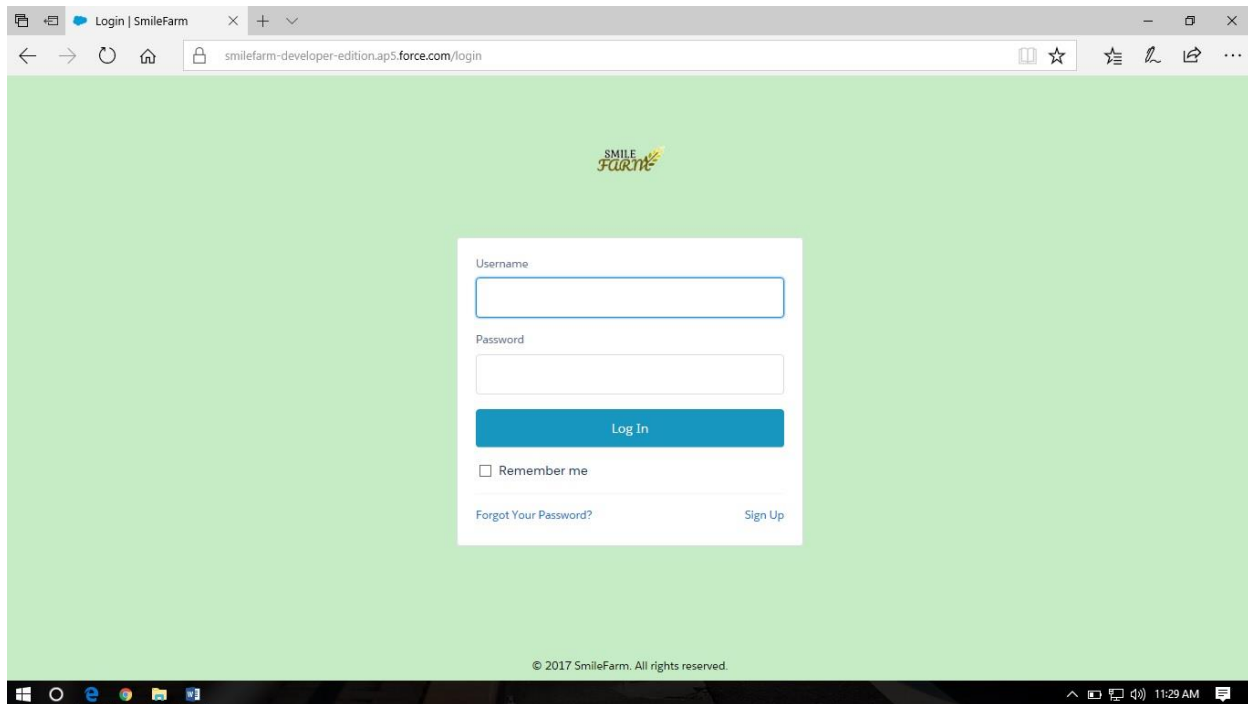 Login | SmileFarm
smilefarm-developer-edition.ap5.force.com/login
SMILE
FARM
Username
Password
Log In
Remember me
Forgot Your Password? Sign Up
© 2017 SmileFarm. All rights reserved.
11:29 AM